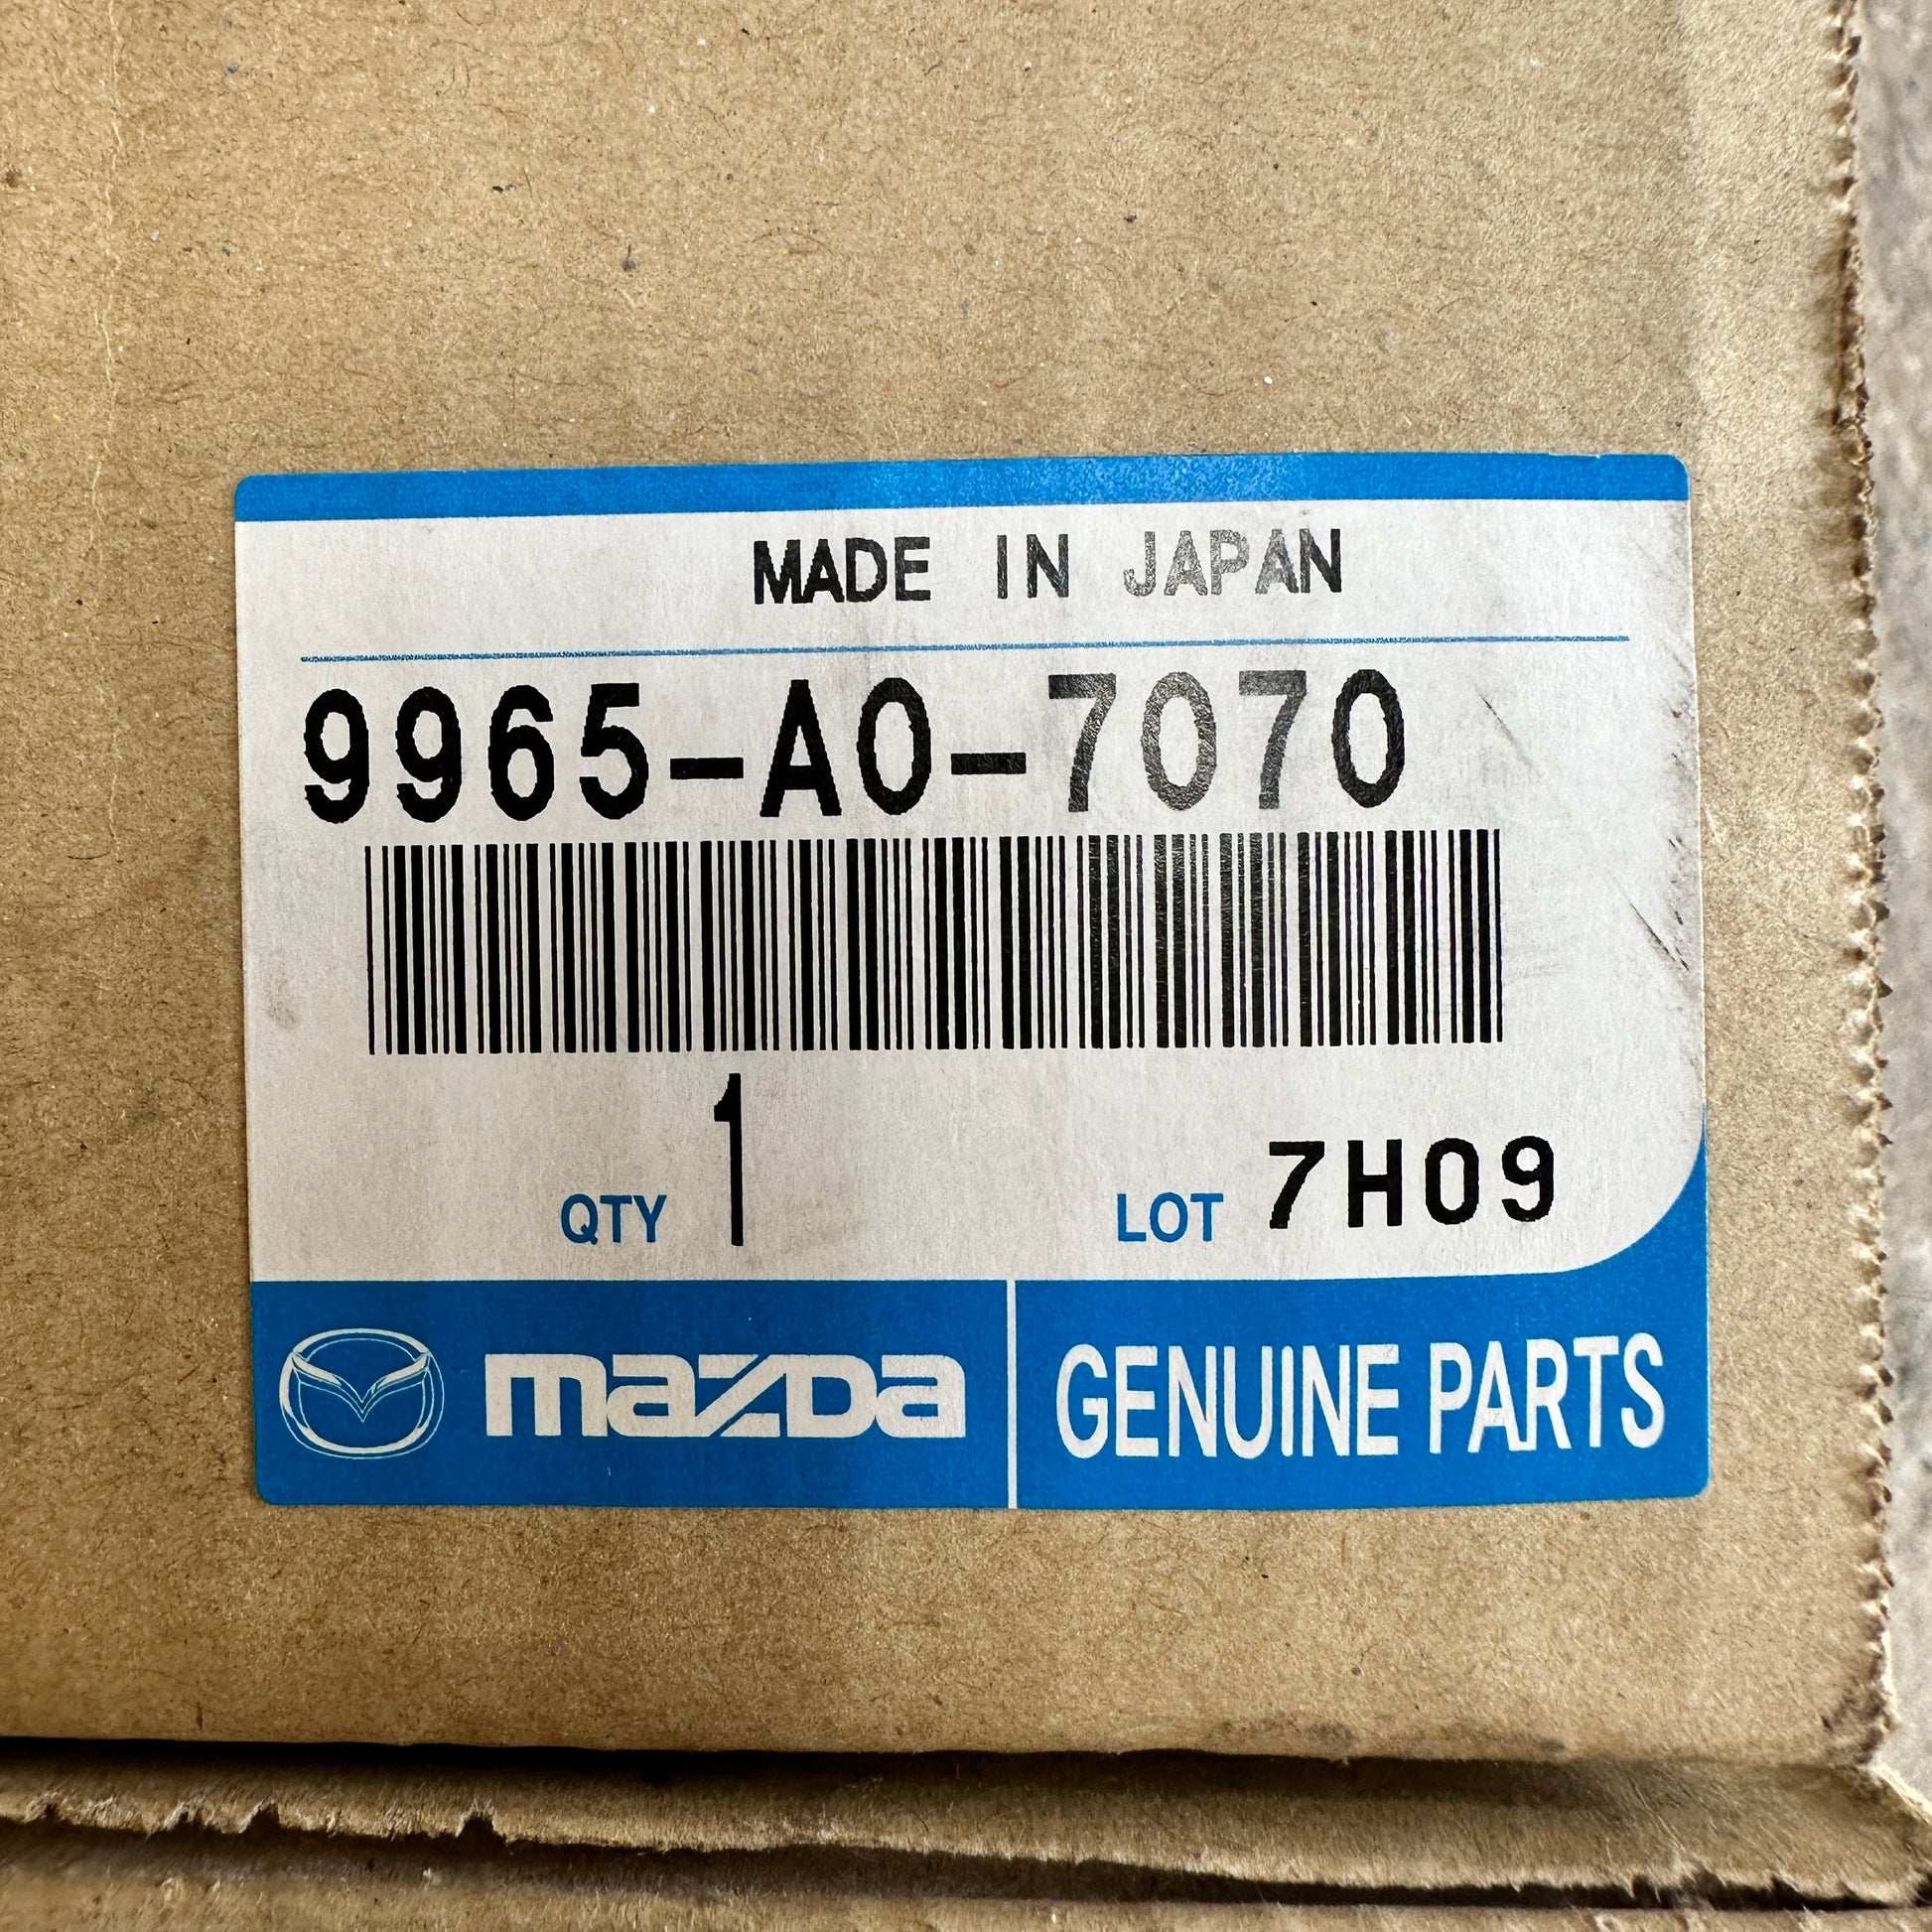 MADE IN JAPAN
9965-A0-7070
QTY 1 LOT 7H09
mazda GENUINE PARTS